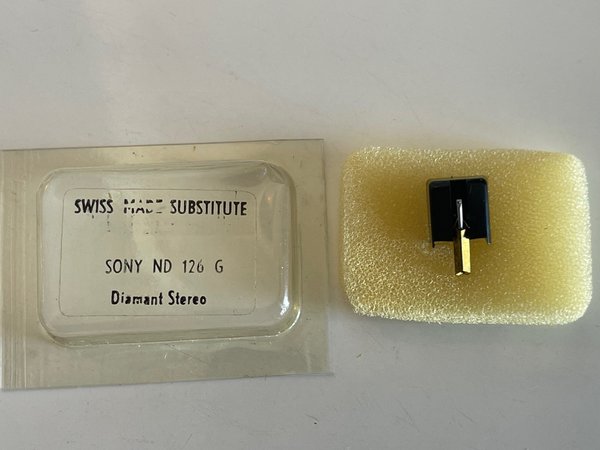 SWISS MADE SUBSTITUTE
SONY ND 126 G
Diamant Stereo